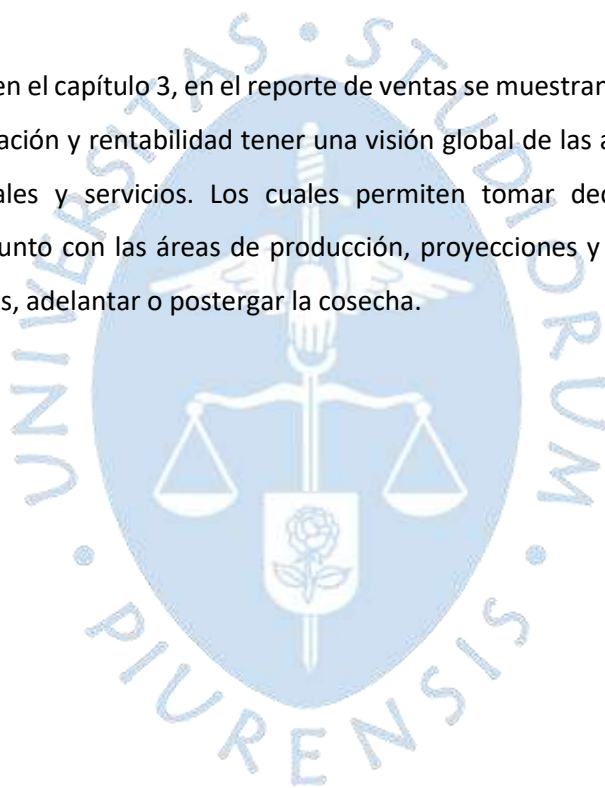 en el capítulo 3, en el reporte de ventas se muestran
ación y rentabilidad tener una visión global de las a
ales y servicios. Los cuales permiten tomar dec
unto con las áreas de producción, proyecciones y
s, adelantar o postergar la cosecha.
UNIVERSITAS • STUDIORUM • PIURENSIS •